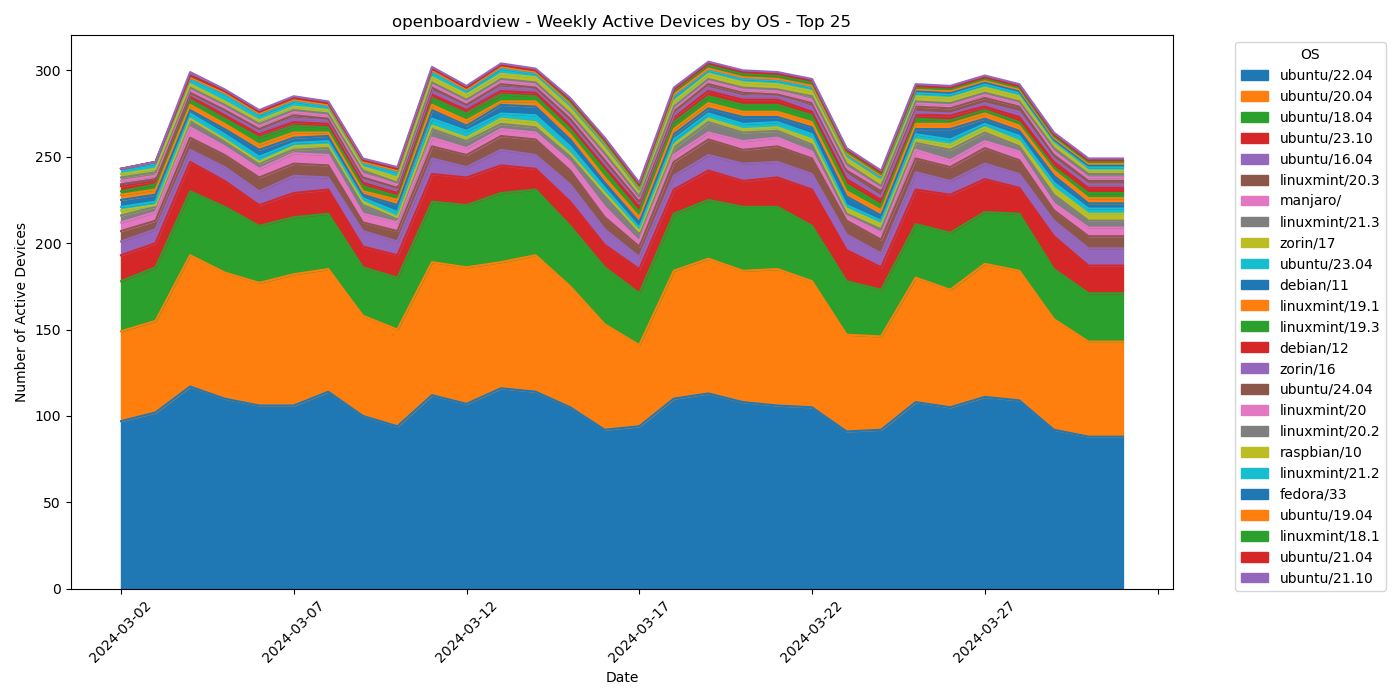 openboardview - Weekly Active Devices by OS - Top 25
Number of Active Devices
300
250
200
150
100
50
0
2024-03-02
2024-03-07
2024-03-12
2024-03-17
2024-03-22
2024-03-27
Date
OS
ubuntu/22.04
ubuntu/20.04
ubuntu/18.04
ubuntu/23.10
ubuntu/16.04
linuxmint/20.3
manjaro/
linuxmint/21.3
zorin/17
ubuntu/23.04
debian/11
linuxmint/19.1
linuxmint/19.3
debian/12
zorin/16
ubuntu/24.04
linuxmint/20
linuxmint/20.2
raspbian/10
linuxmint/21.2
fedora/33
ubuntu/19.04
linuxmint/18.1
ubuntu/21.04
ubuntu/21.10